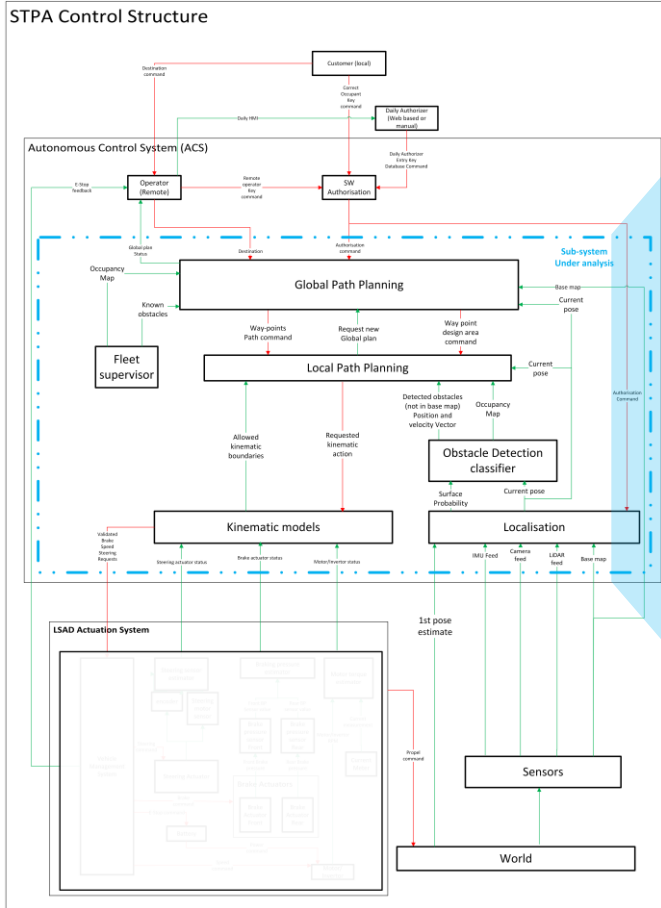 STPA Control Structure
Customer (local)
Destination
command
Correct
Occupant
Key
command
Daily HMI
Daily Authorizer
(Web based or
manual)
Autonomous Control System (ACS)
Daily Authorizer
Entry Key
Database Command
E-Stop
feedback
Operator
(Remote)
Remote
operator
Key
command
SW
Authorisation
Global plan
Status
Destination
Authorisation
command
Sub-system
Under analysis
Occupancy
Map
Global Path Planning
Base map
Current
pose
Known
obstacles
Way-points
Path command
Request new
Global plan
Way point
design area
command
Fleet
supervisor
Local Path Planning
Current
pose
Detected obstacles
(not in base map)
Position and
velocity Vector
Occupancy
Map
Authorisation
Command
Allowed
kinematic
boundaries
Requested
kinematic
action
Obstacle Detection
classifier
Surface
Probability
Current pose
Kinematic models
Localisation
Validated
Brake
Speed
Steering
Requests
Steering actuator status
Brake actuator status
Motor/Invertor status
IMU Feed
Camera
feed
LiDAR
feed
Base map
LSAD Actuation System
1st pose
estimate
Propel
command
Sensors
World